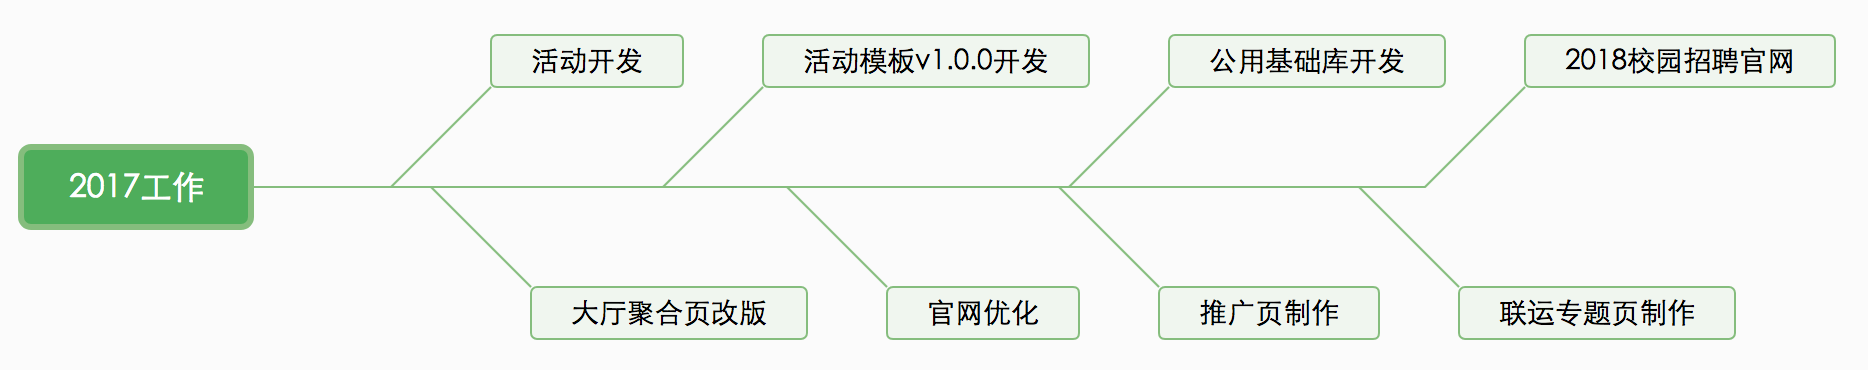 活动开发
活动模板v1.0.0开发
公用基础库开发
2018校园招聘官网
2017工作
大厅聚合页改版
官网优化
推广页制作
联运专题页制作